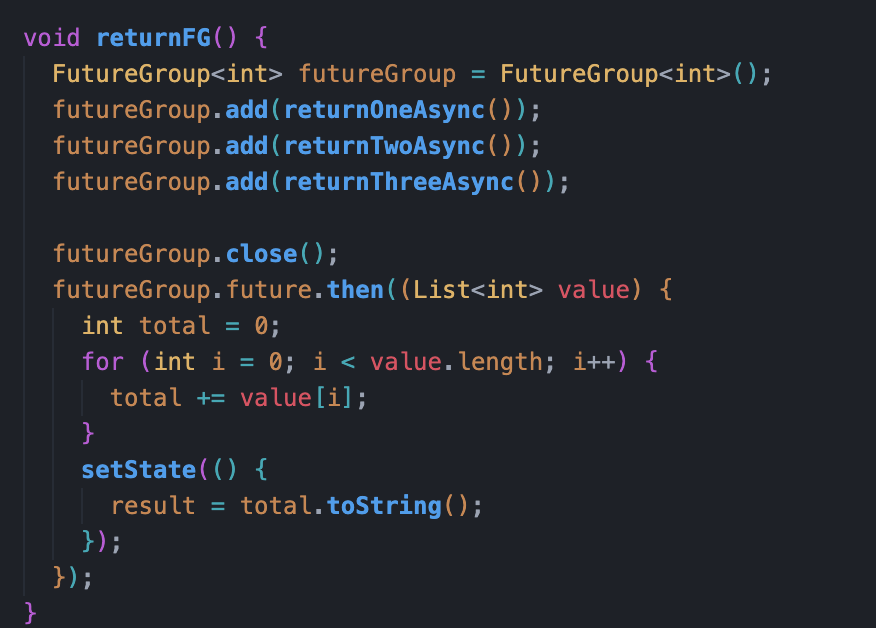 void returnFG() {
  FutureGroup<int> futureGroup = FutureGroup<int>();
  futureGroup.add(returnOneAsync());
  futureGroup.add(returnTwoAsync());
  futureGroup.add(returnThreeAsync());

  futureGroup.close();
  futureGroup.future.then((List<int> value) {
    int total = 0;
    for (int i = 0; i < value.length; i++) {
      total += value[i];
    }
    setState(() {
      result = total.toString();
    });
  });
}